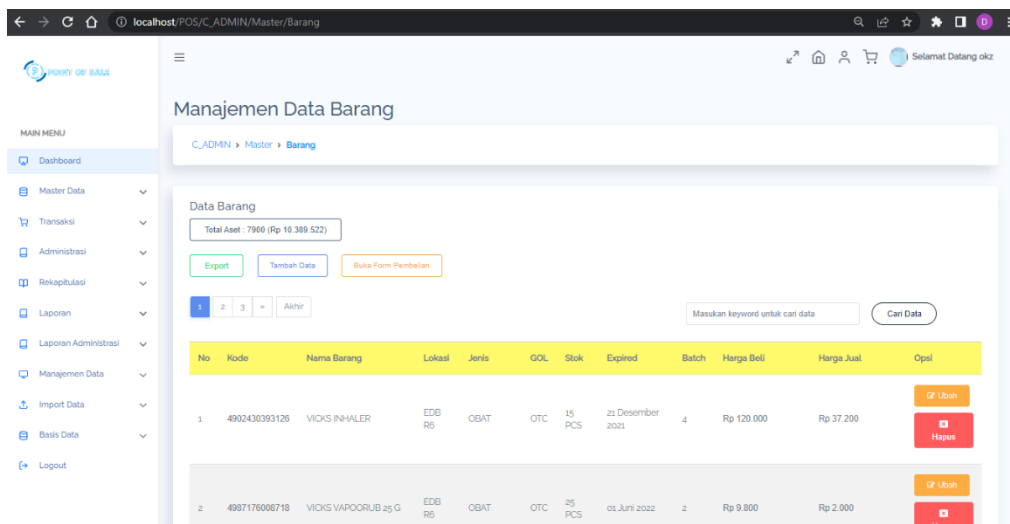 localhost/POS/C_ADMIN/Master/Barang
D
POINT OF SALE
Selamat Datang okz
Manajemen Data Barang
MAIN MENU
C_ADMIN > Master > Barang
Dashboard
Master Data
Transaksi
Administrasi
Rekapitulasi
Laporan
Laporan Administrasi
Manajemen Data
Import Data
Basis Data
Logout
Data Barang
Total Aset : 7900 (Rp 10.389.522)
Export Tambah Data Buka Form Pembelian
1 2 3 » Akhir
Masukan keyword untuk cari data Cari Data
No Kode Nama Barang Lokasi Jenis GOL Stok Expired Batch Harga Beli Harga Jual Opsi
1 4902430393126 VICKS INHALER EDB R6 OBAT OTC 15 PCS 21 Desember 2021 4 Rp 120.000 Rp 37.200 Ubah
Hapus
2 4987176008718 VICKS VAPORUB 25 G EDB R6 OBAT OTC 25 PCS 01 Juni 2022 2 Rp 9.800 Rp 2.000 Ubah